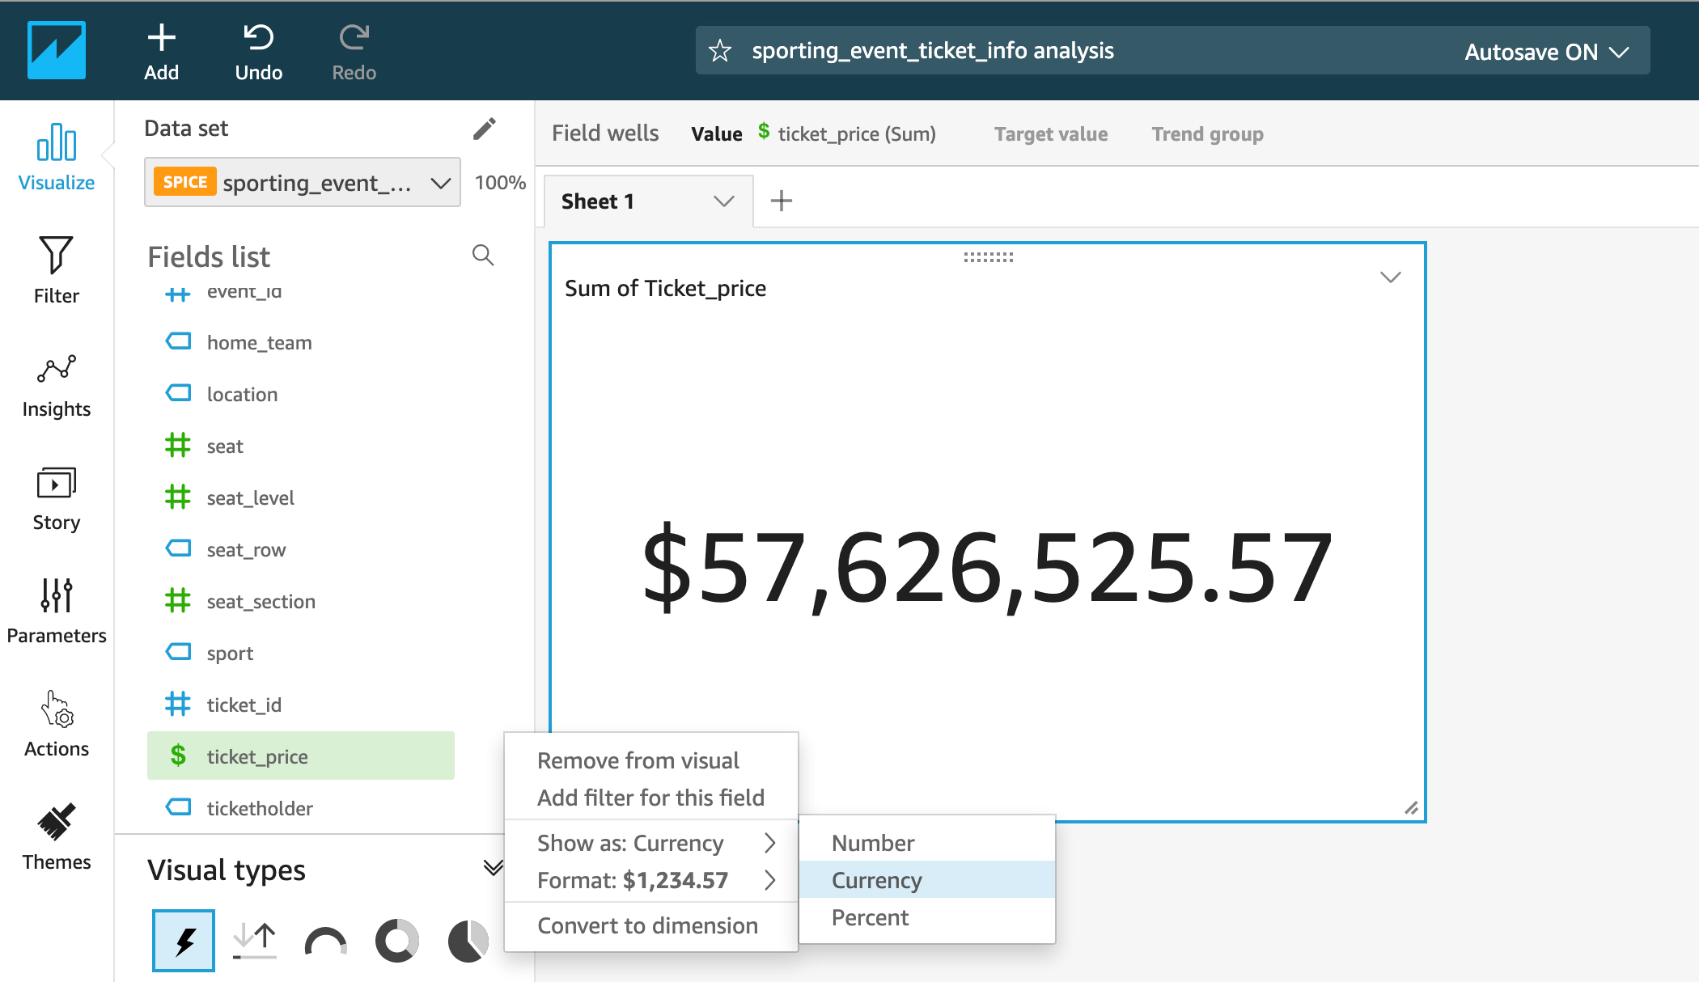 Add
Undo
Redo
sporting_event_ticket_info analysis
Autosave ON
Visualize
Filter
Insights
Story
Parameters
Actions
Themes
Data set
SPICE sporting_event_... 100%
Fields list
event_id
home_team
location
seat
seat_level
seat_row
seat_section
sport
ticket_id
$ ticket_price
ticketholder
Visual types
Field wells Value $ ticket_price (Sum) Target value Trend group
Sheet 1
Sum of Ticket_price
$57,626,525.57
Remove from visual
Add filter for this field
Show as: Currency
Format: $1,234.57
Convert to dimension
Number
Currency
Percent